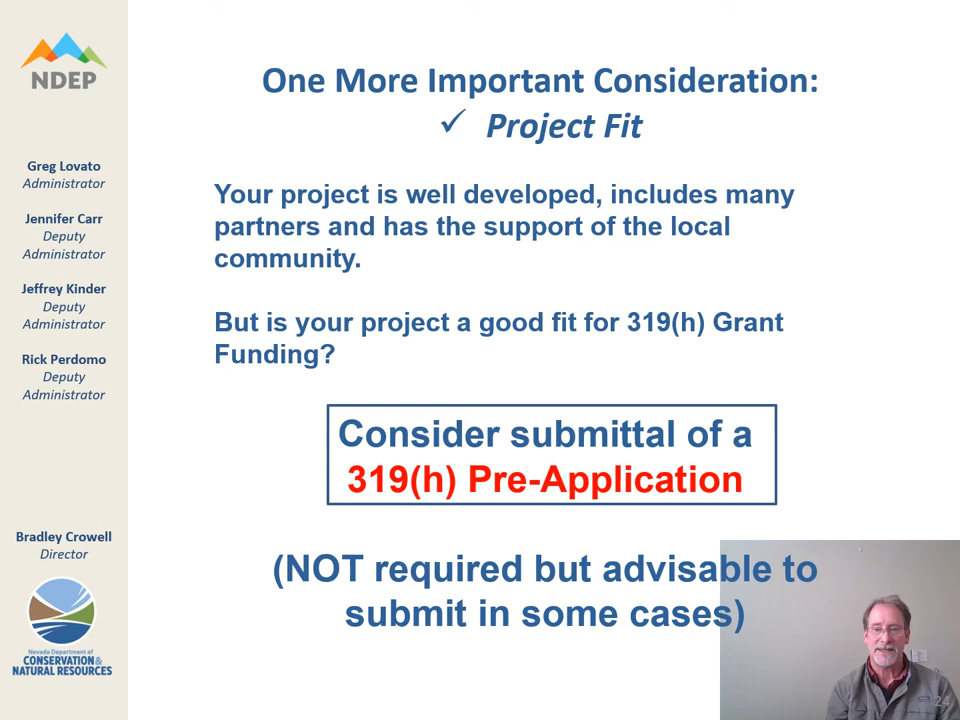 NDEP
Greg Lovato
Administrator
Jennifer Carr
Deputy
Administrator
Jeffrey Kinder
Deputy
Administrator
Rick Perdomo
Deputy
Administrator
Bradley Crowell
Director
Nevada Department of
CONSERVATION &
NATURAL RESOURCES
One More Important Consideration:
✓ Project Fit
Your project is well developed, includes many
partners and has the support of the local
community.
But is your project a good fit for 319(h) Grant
Funding?
Consider submittal of a
319(h) Pre-Application
(NOT required but advisable to
submit in some cases)
24